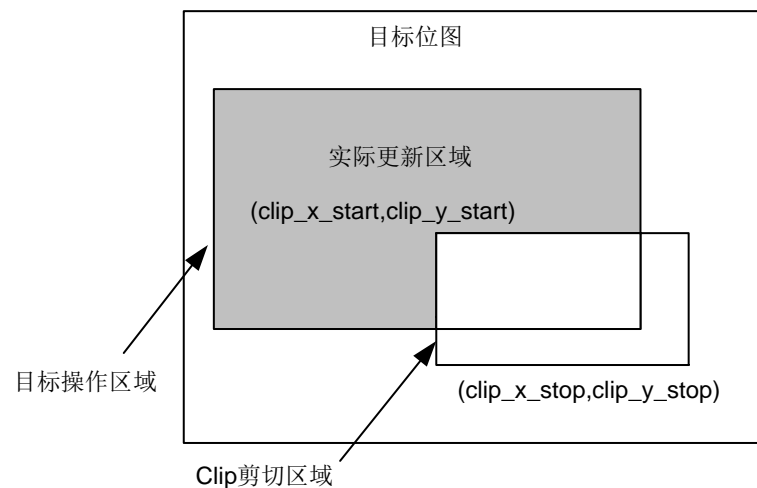 目标位图
实际更新区域
(clip_x_start,clip_y_start)
目标操作区域
(clip_x_stop,clip_y_stop)
Clip剪切区域